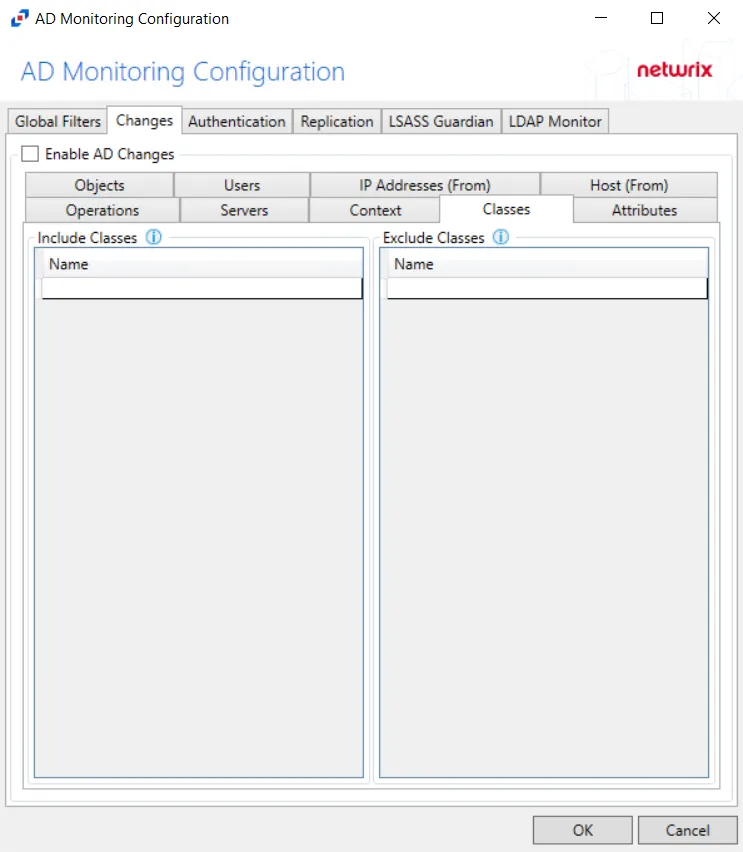 AD Monitoring Configuration
AD Monitoring Configuration netwrix
Global Filters Changes Authentication Replication LSASS Guardian LDAP Monitor
Enable AD Changes
Objects Users IP Addresses (From) Host (From)
Operations Servers Context Classes Attributes
Include Classes Exclude Classes
Name Name
OK Cancel